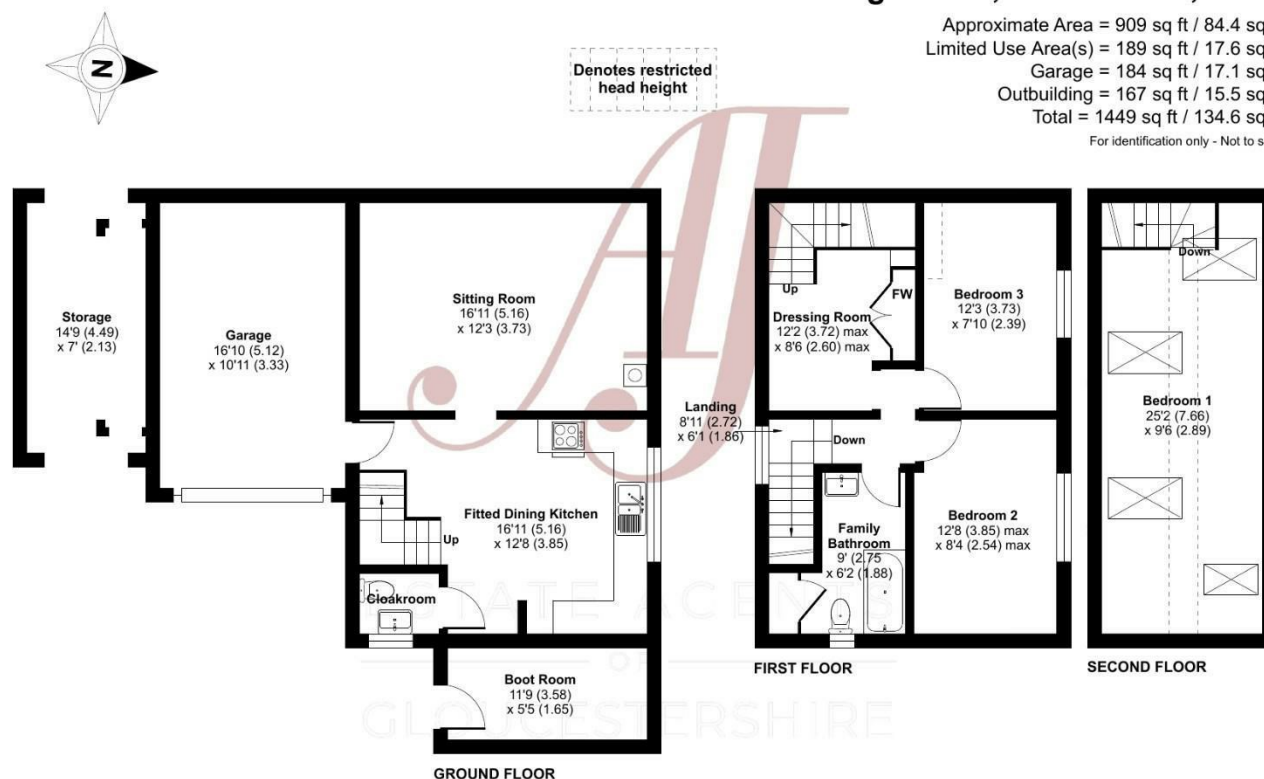 Approximate Area = 909 sq ft / 84.4 sq
Limited Use Area(s) = 189 sq ft / 17.6 sq
Garage = 184 sq ft / 17.1 sq
Outbuilding = 167 sq ft / 15.5 sq
Total = 1449 sq ft / 134.6 sq
For identification only - Not to s
N
Denotes restricted
head height
AJ
Storage
14'9 (4.49)
x 7' (2.13)
Garage
16'10 (5.12)
x 10'11 (3.33)
Sitting Room
16'11 (5.16)
x 12'3 (3.73)
Fitted Dining Kitchen
16'11 (5.16)
x 12'8 (3.85)
Up
Cloakroom
Boot Room
11'9 (3.58)
x 5'5 (1.65)
GROUND FLOOR
Landing
8'11 (2.72)
x 6'1 (1.86)
Up
Dressing Room
12'2 (3.72) max
x 8'6 (2.60) max
FW
Bedroom 3
12'3 (3.73)
x 7'10 (2.39)
Down
Family
Bathroom
9' (2.75
x 6'2 (1.88)
Bedroom 2
12'8 (3.85) max
x 8'4 (2.54) max
FIRST FLOOR
Down
Bedroom 1
25'2 (7.66)
x 9'6 (2.89)
SECOND FLOOR
ESTATE AGENTS
OF
GLOUCESTERSHIRE